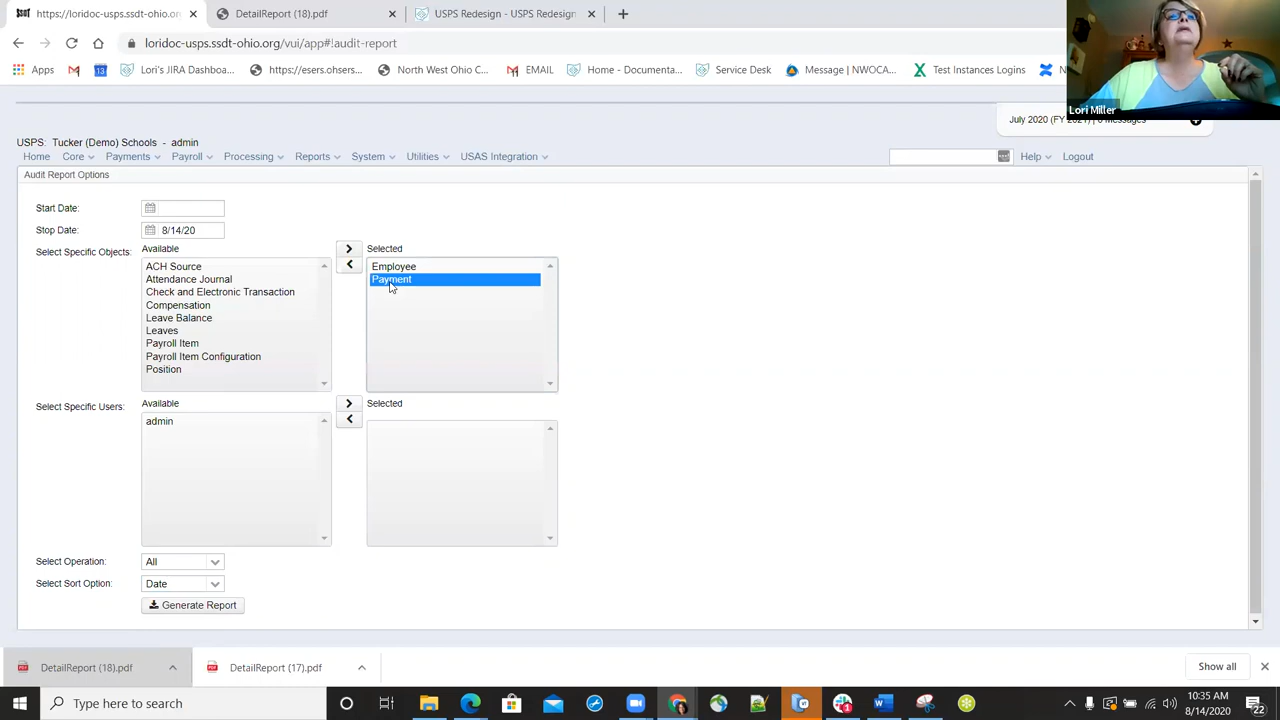 SSDT https://loridoc-usps.ssdt-ohio.org/ DetailReport (18).pdf USPS Redesign - USPS Redesign
loridoc-usps.ssdt-ohio.org/vui/app#!audit-report
Apps Lori's JIRA Dashboa... https://esers.ohsers... North West Ohio C... EMAIL Home - Documenta... Service Desk Message | NWOCA... Test Instances Logins
Lori Miller
July 2020 (FY 2021) | 0 Messages
USPS: Tucker (Demo) Schools - admin
Home Core Payments Payroll Processing Reports System Utilities USAS Integration Help Logout
Audit Report Options
Start Date:
Stop Date: 8/14/20
Select Specific Objects: Available Selected
ACH Source Employee
Attendance Journal Payment
Check and Electronic Transaction
Compensation
Leave Balance
Leaves
Payroll Item
Payroll Item Configuration
Position
Select Specific Users: Available Selected
admin
Select Operation: All
Select Sort Option: Date
Generate Report
DetailReport (18).pdf DetailReport (17).pdf Show all
Type here to search
10:35 AM
8/14/2020
22